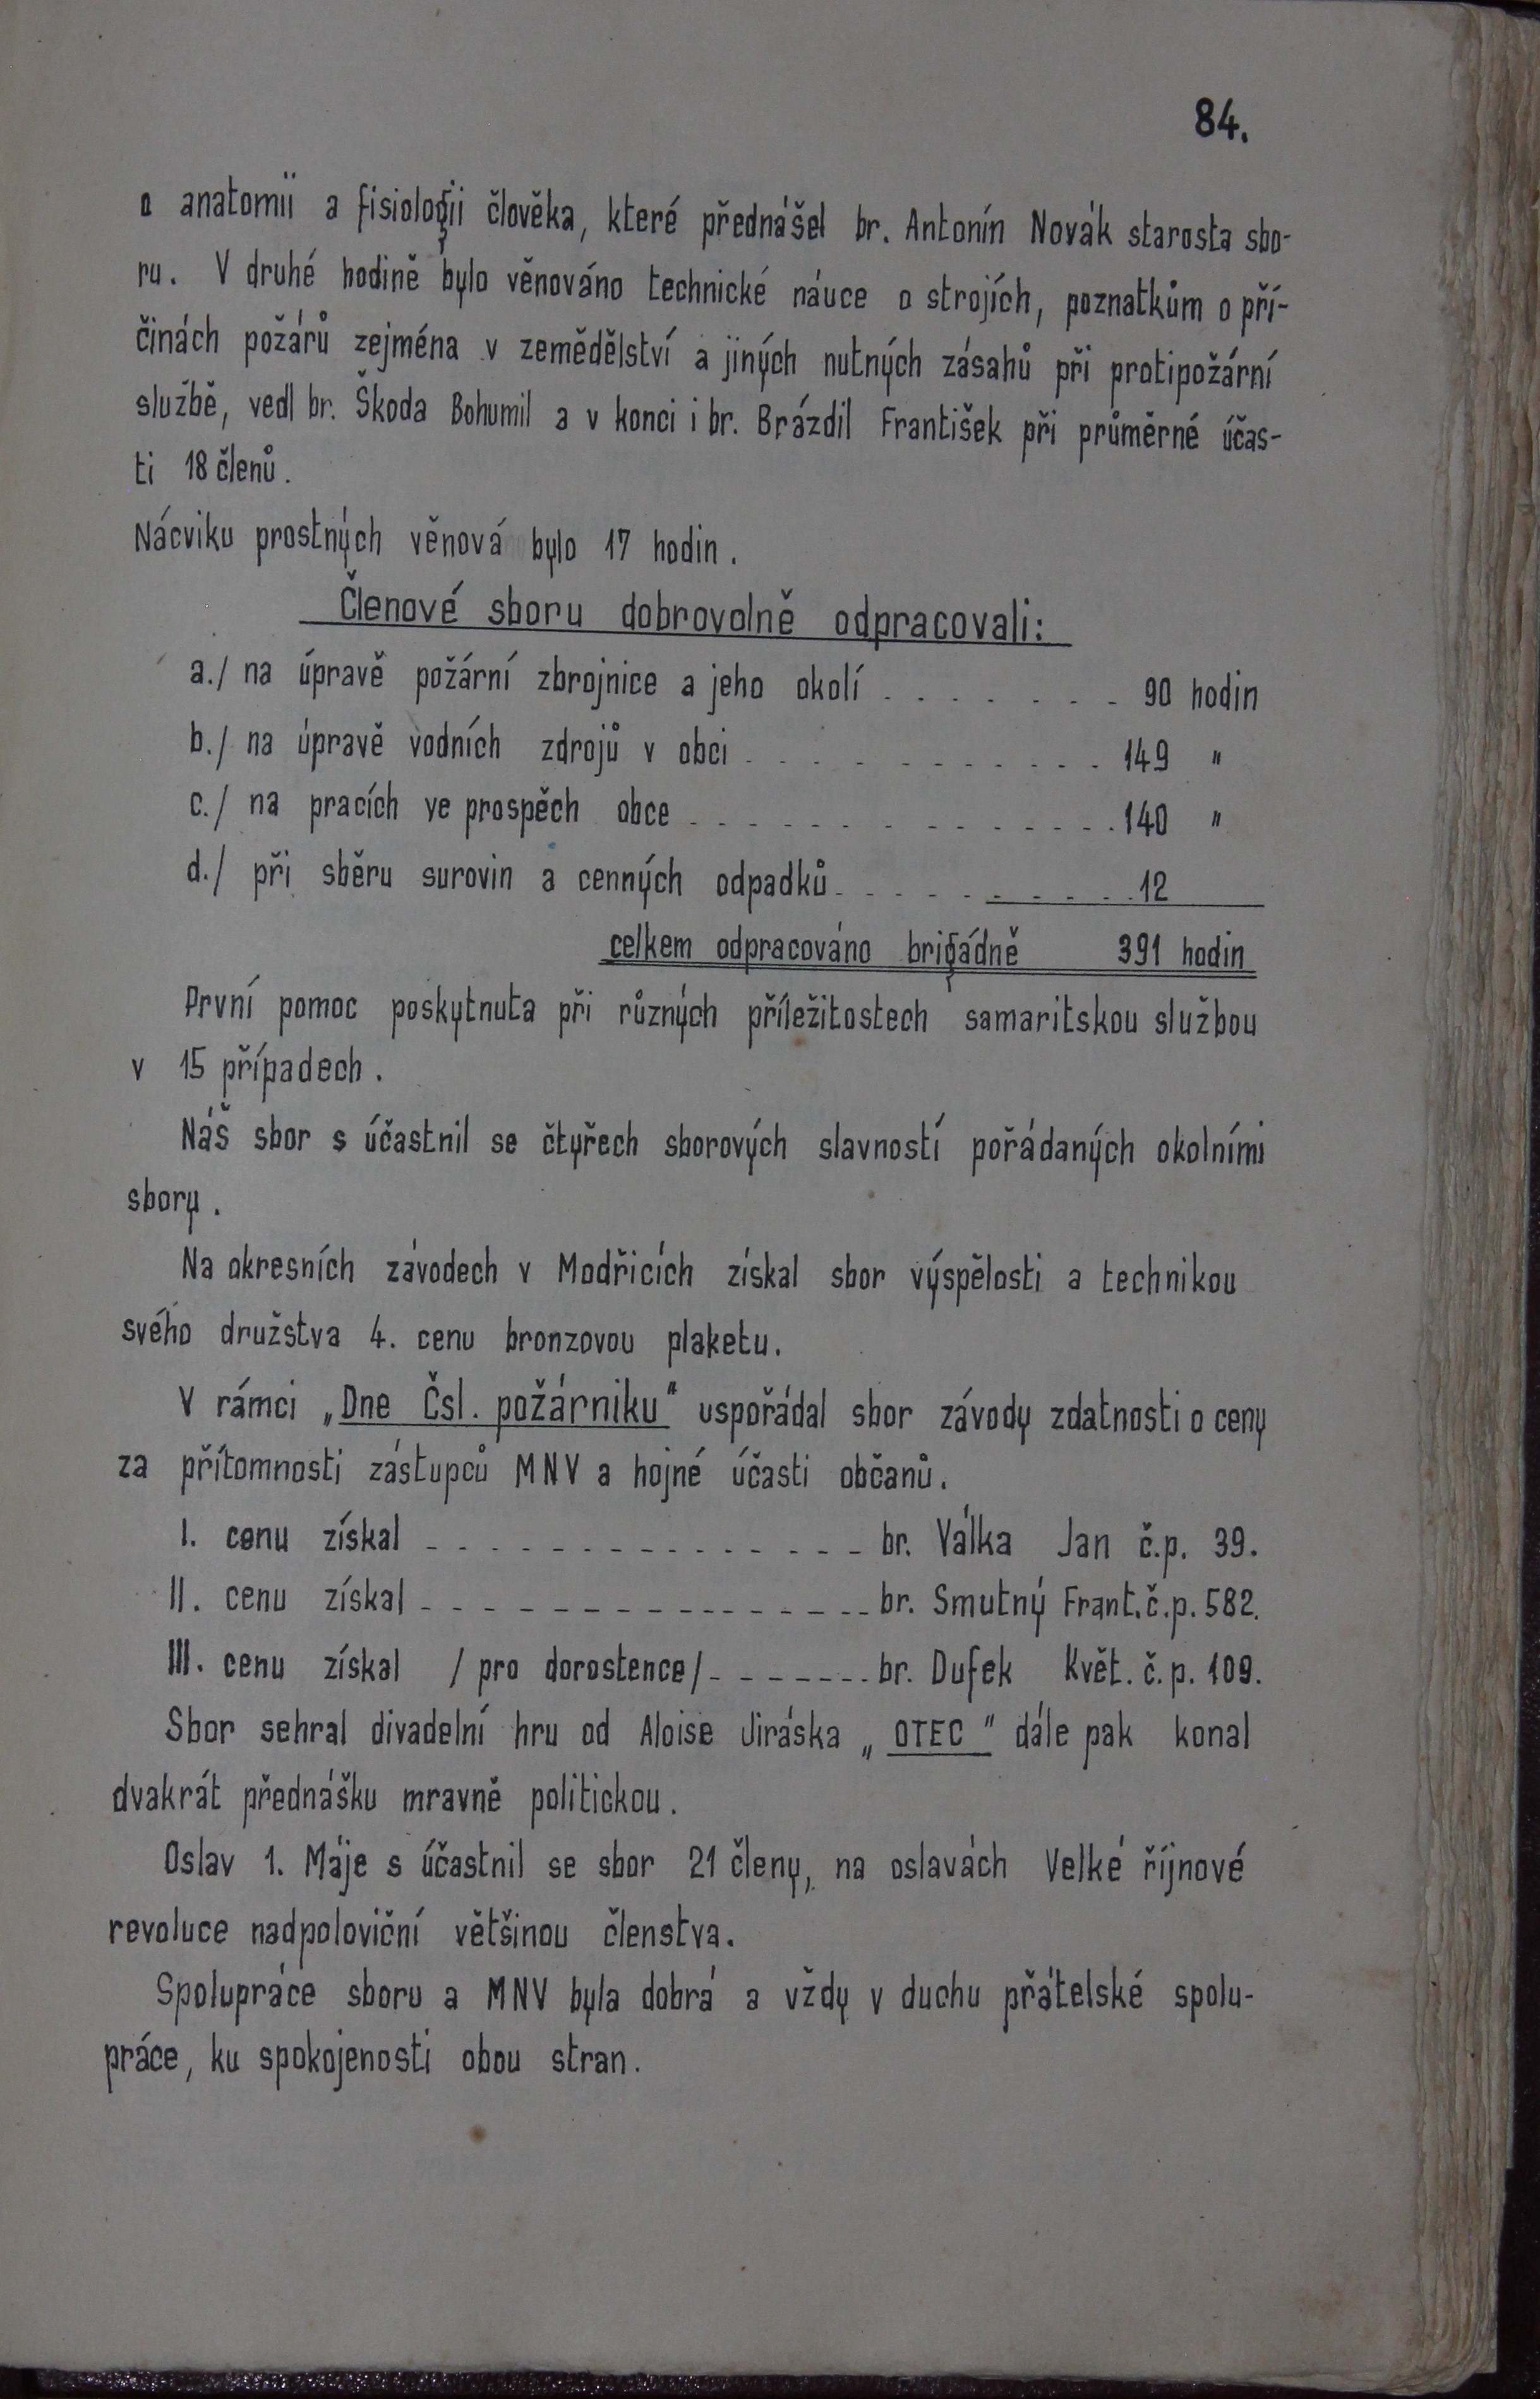 84.
o anatomii a fisiologii člověka, které přednášel br. Antonín Novák starosta sbo-
ru. V druhé hodině bylo věnováno technické náuce o strojích, poznatkům o pří-
činách požárů zejména v zemědělství a jiných nutných zásahů při protipožární
službě, vedl br. Škoda Bohumil a v konci i br. Brázdil František při průměrné účas-
ti 18 členů.
Nácviku prostných věnová bylo 17 hodin.
Členové sboru dobrovolně odpracovali:
a./ na úpravě požární zbrojnice a jeho okolí . . . . . . . . 90 hodin
b./ na úpravě vodních zdrojů v obci . . . . . . . . . . . . 149 "
c./ na pracích ve prospěch obce . . . . . . . . . . . . . . 140 "
d./ při sběru surovin a cenných odpadků . . . . . . . . . . 12
celkem odpracováno brigádně 391 hodin
První pomoc poskytnuta při různých příležitostech samaritskou službou
v 15 případech.
Náš sbor s účastnil se čtyřech sborových slavností pořádaných okolními
sbory.
Na okresních závodech v Modřicích získal sbor výspělosti a technikou
svého družstva 4. cenu bronzovou plaketu.
V rámci „Dne Čsl. požárniku" uspořádal sbor závody zdatnosti o ceny
za přítomnosti zástupců MNV a hojné účasti občanů.
I. cenu získal - - - - - - - - - - - - - - - br. Válka Jan č.p. 39.
II. cenu získal - - - - - - - - - - - - - - - br. Smutný Frant. č.p. 582.
III. cenu získal / pro dorostence/ - - - - - - - br. Dufek Květ. č.p. 109.
Sbor sehral divadelní hru od Aloise Jiráska „ OTEC " dále pak konal
dvakrát přednášku mravně politickou.
Oslav 1. Máje s účastnil se sbor 21 členy, na oslavách Velké říjnové
revoluce nadpoloviční většinou členstva.
Spolupráce sboru a MNV byla dobrá a vždy v duchu přátelské spolu-
práce, ku spokojenosti obou stran.